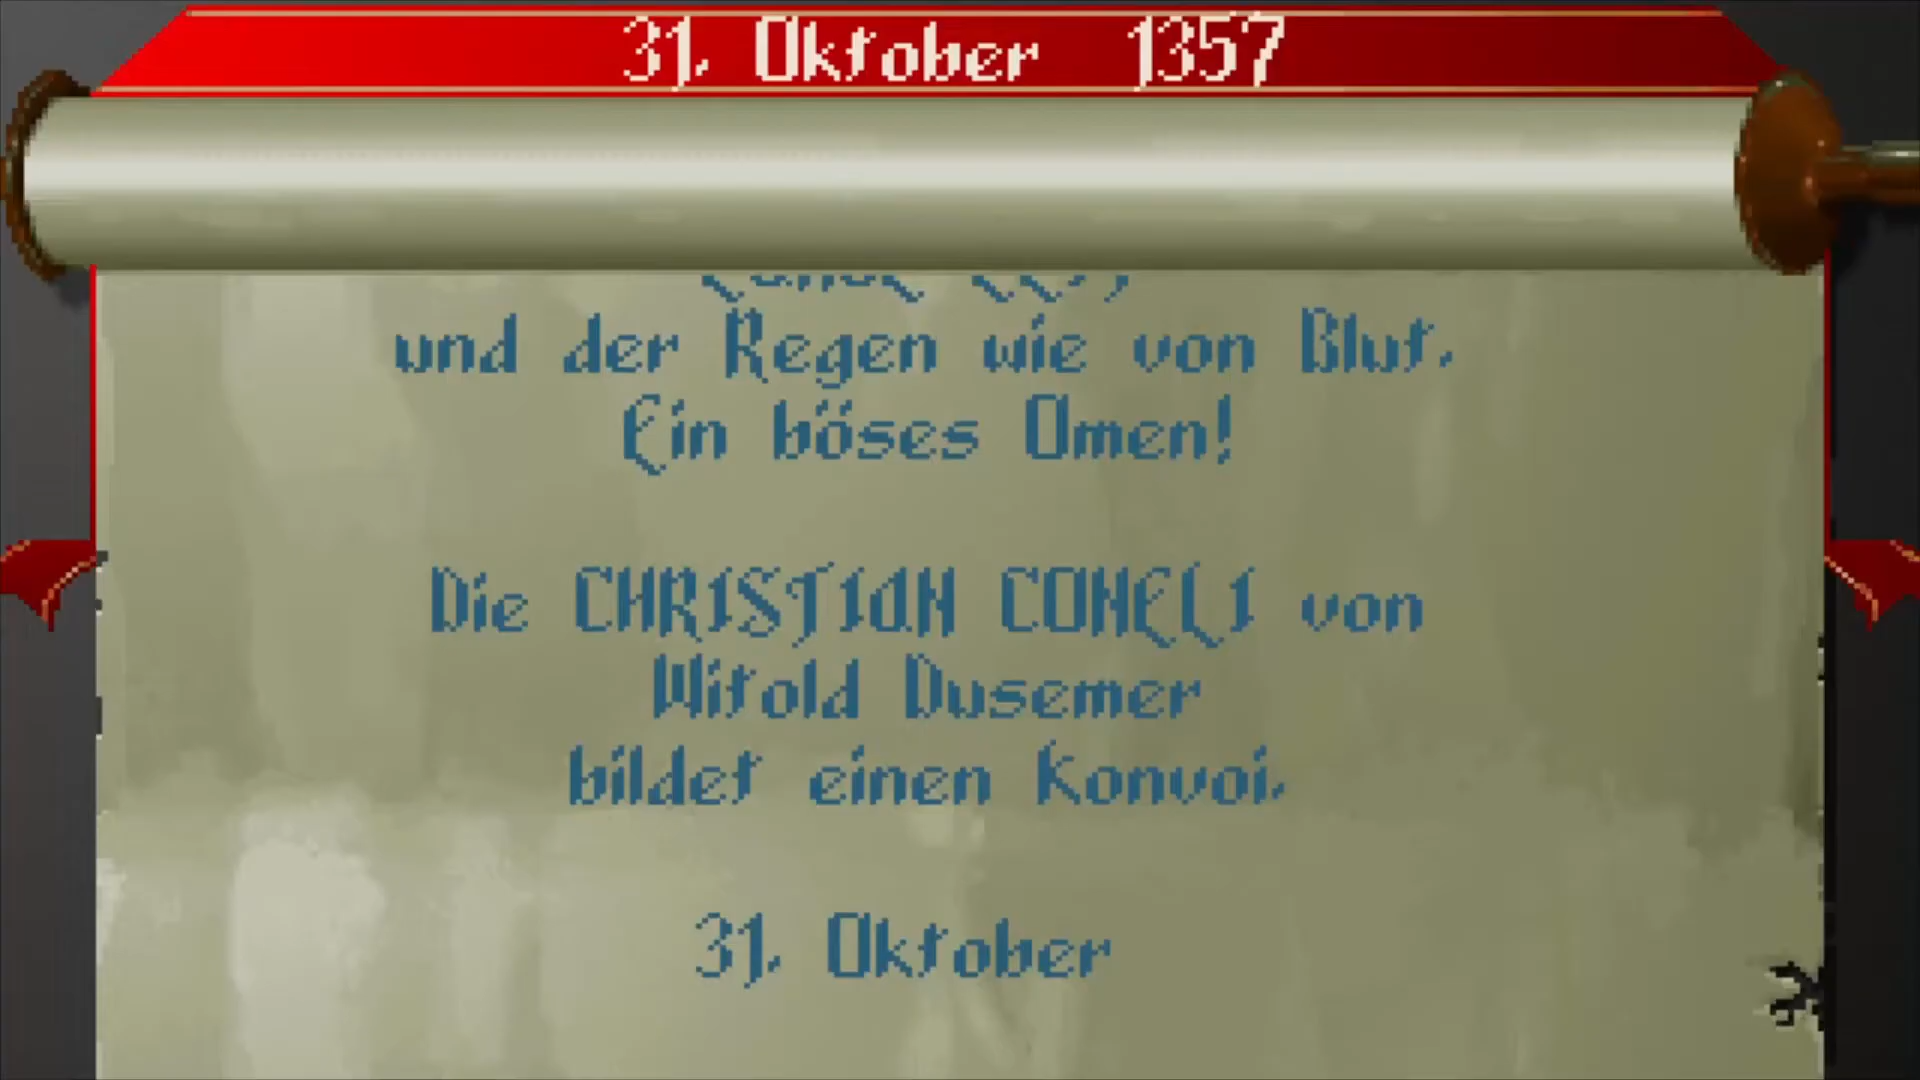 31. Oktober 1357
und der Regen wie von Blut.
Ein böses Omen!
Die CHRISTIAN CONELI von
Witold Dusemer
bildet einen Konvoi.
31. Oktober